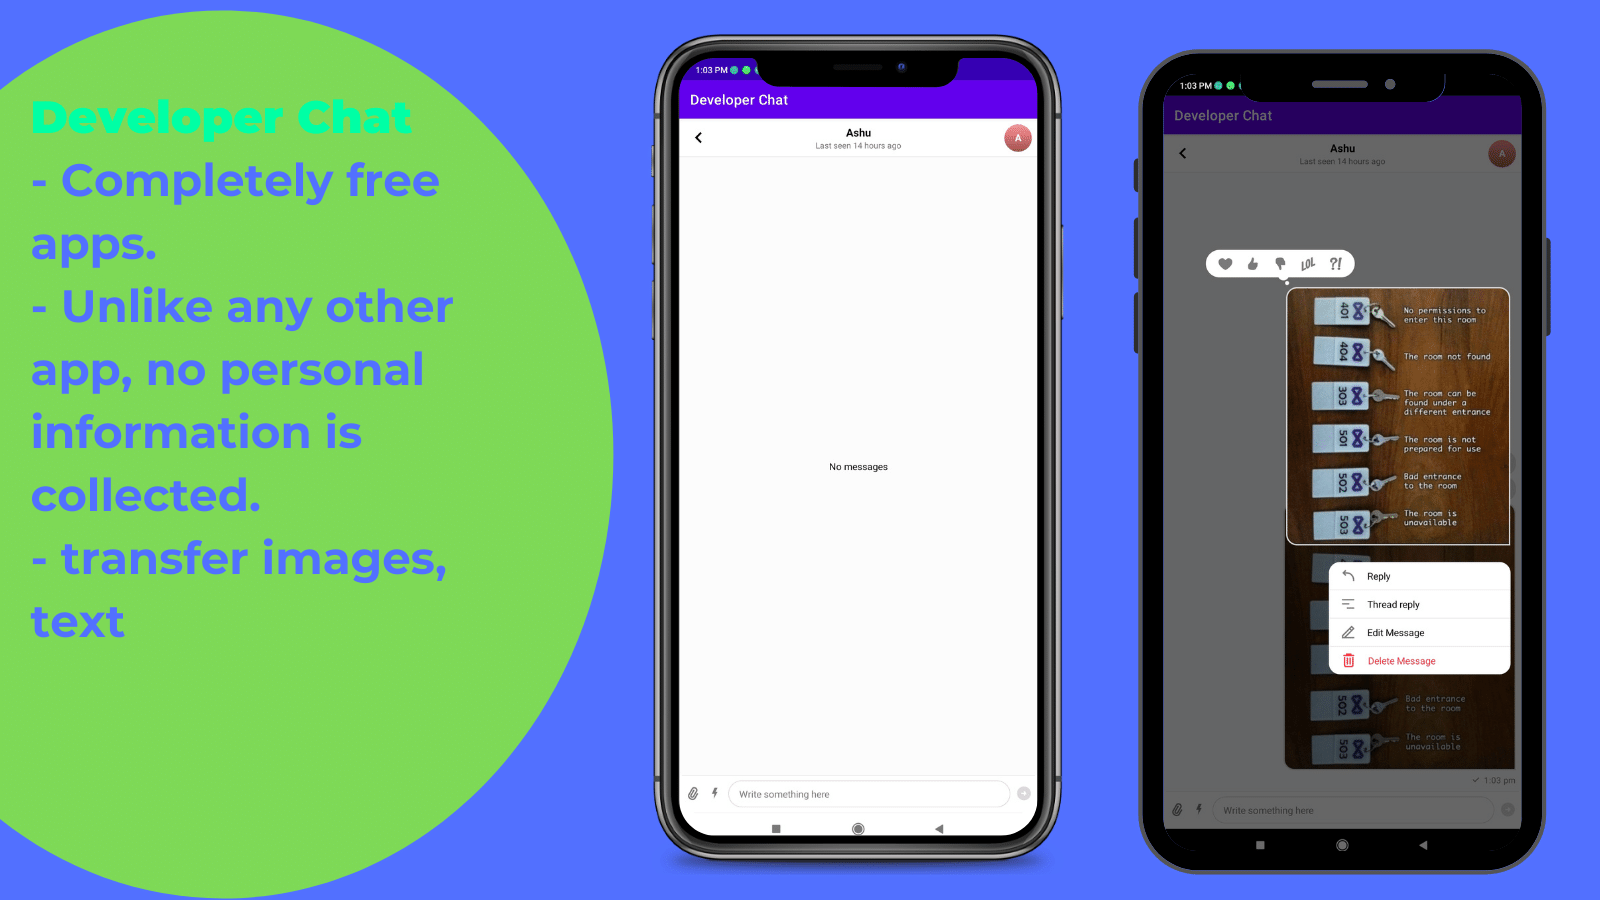 Developer Chat
- Completely free
apps.
- Unlike any other
app, no personal
information is
collected.
- transfer images,
text
1:03 PM
Developer Chat
Ashu
Last seen 14 hours ago
A
No messages
Write something here
1:03 PM
Developer Chat
Ashu
Last seen 14 hours ago
A
LOL ?!
401
No permissions to
enter this room
404
The room not found
303
The room can be
found under a
different entrance
501
The room is not
prepared for use
502
Bad entrance
to the room
503
The room is
unavailable
Reply
Thread reply
Edit Message
Delete Message
502
Bad entrance
to the room
503
The room is
unavailable
1:03 pm
Write something here